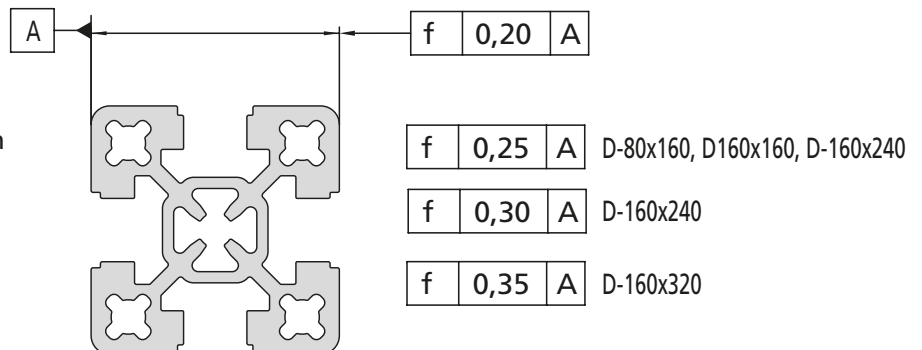 A
f 0,20 A
n
f 0,25 A D-80x160, D160x160, D-160x240
f 0,30 A D-160x240
f 0,35 A D-160x320